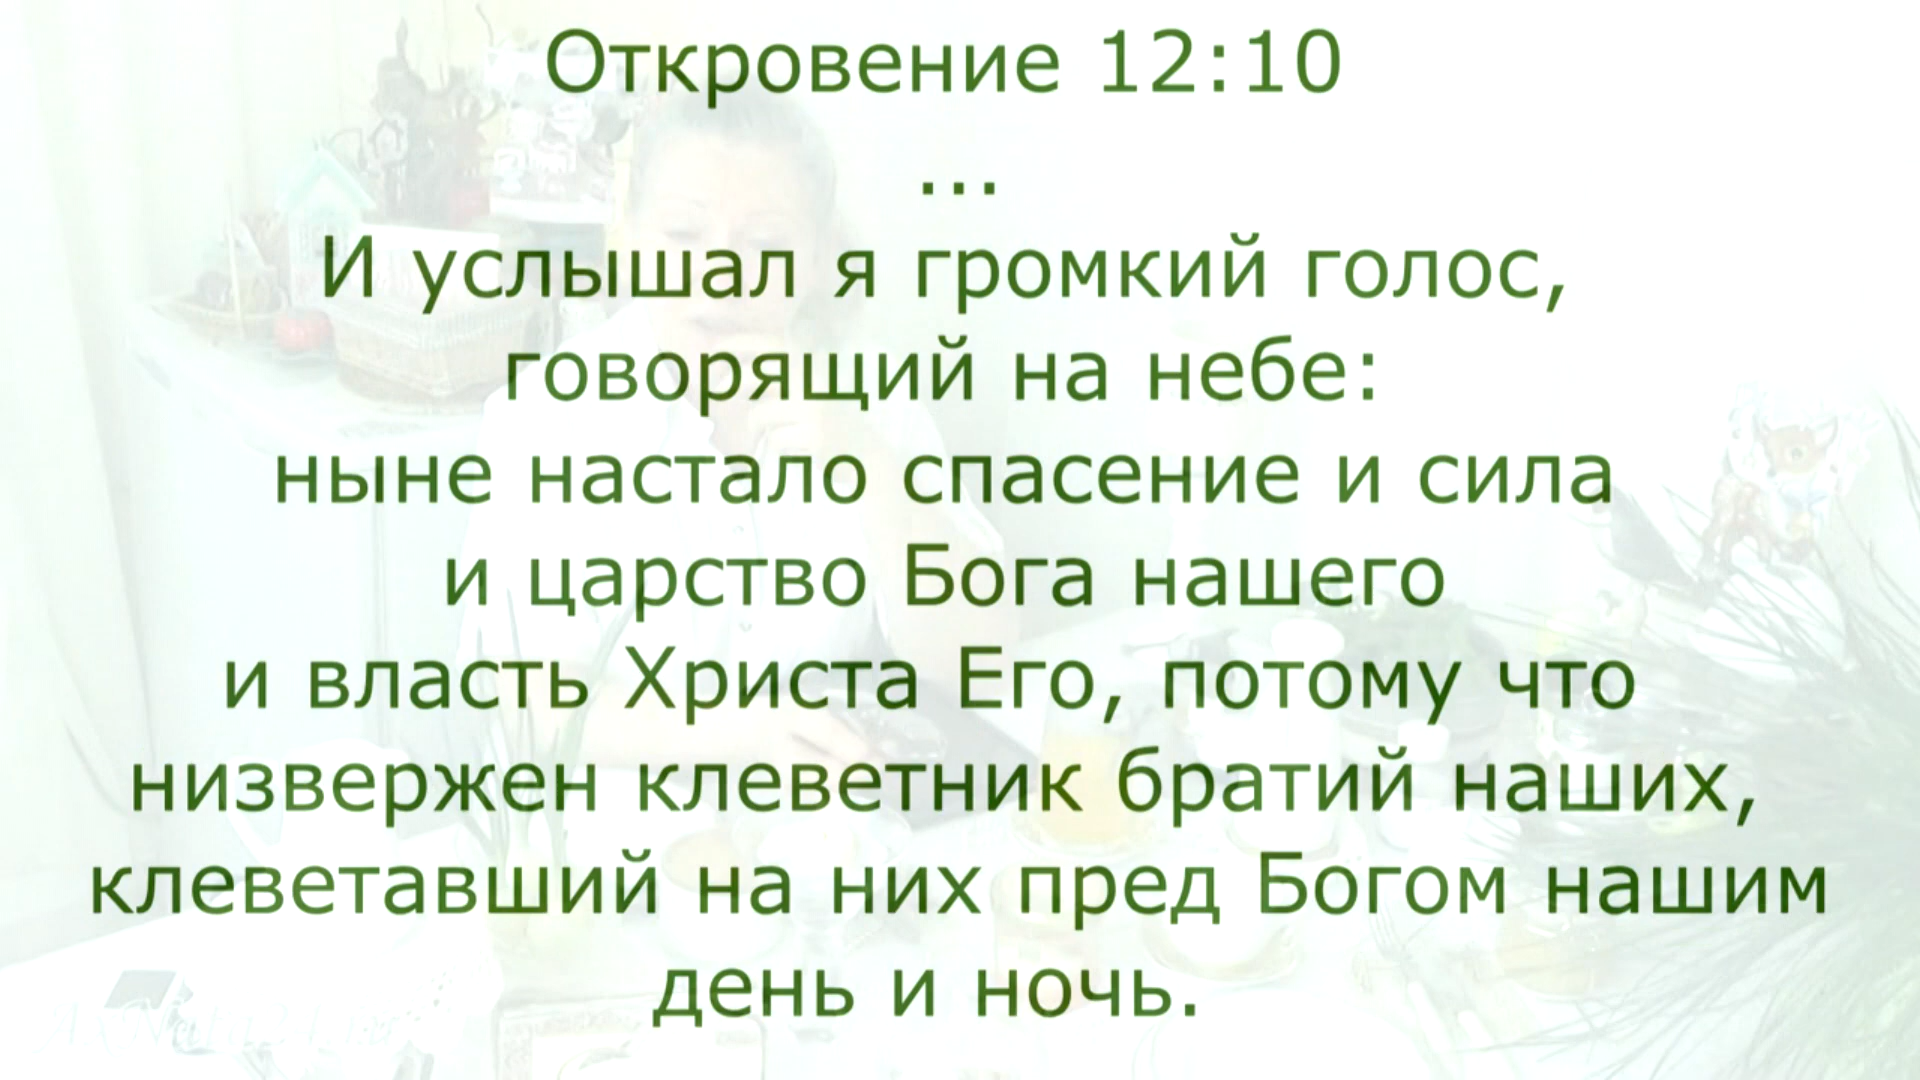 Откровение 12:10
...
И услышал я громкий голос,
говорящий на небе:
ныне настало спасение и сила
и царство Бога нашего
и власть Христа Его, потому что
низвержен клеветник братий наших,
клеветавший на них пред Богом нашим
день и ночь.